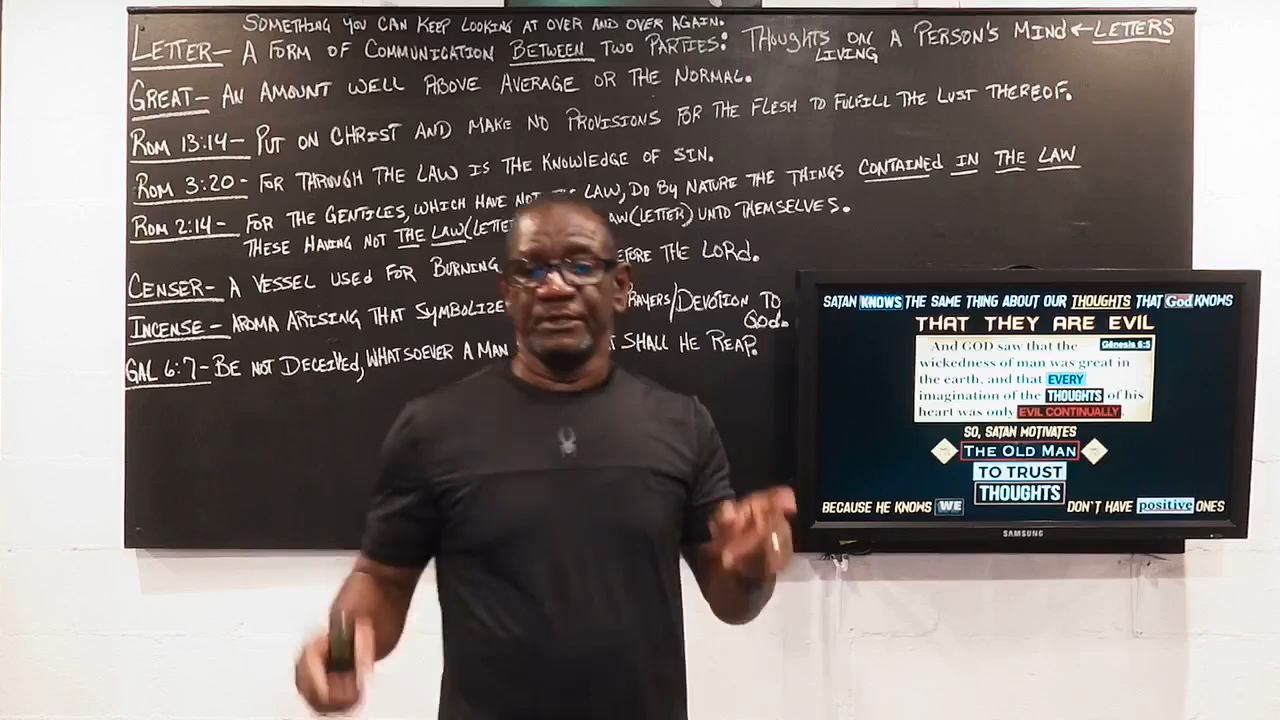 SOMETHING YOU CAN KEEP LOOKING AT OVER AND OVER AGAIN.
LETTER- A FORM OF COMMUNICATION BETWEEN TWO PARTIES: THOUGHTS ON A PERSON'S MIND ← LETTERS
LIVING
GREAT- AN AMOUNT WELL ABOVE AVERAGE OR THE NORMAL.
ROM 13:14- PUT ON CHRIST AND MAKE NO PROVISIONS FOR THE FLESH TO FULFILL THE LUST THEREOF.
ROM 3:20- FOR THROUGH THE LAW IS THE KNOWLEDGE OF SIN.
ROM 2:14- FOR THE GENTILES, WHICH HAVE NOT LAW, DO BY NATURE THE THINGS CONTAINED IN THE LAW
THESE HAVING NOT THE LAW (LETTE AW (LETTER) UNTO THEMSELVES.
CENSER- A VESSEL USED FOR BURNING EFORE THE LORD.
INCENSE- AROMA ARISING THAT SYMBOLIZE RAYERS/DEVOTION TO
GOD.
GAL 6:7- BE NOT DECEIVED, WHATSOEVER A MAN T SHALL HE REAP.
SATAN KNOWS THE SAME THING ABOUT OUR THOUGHTS THAT God KNOWS
THAT THEY ARE EVIL
And GOD saw that the Genesis 6:5
wickedness of man was great in
the earth, and that EVERY
imagination of the THOUGHTS of his
heart was only EVIL CONTINUALLY.
SO, SATAN MOTIVATES
THE OLD MAN
TO TRUST
THOUGHTS
BECAUSE HE KNOWS WE DON'T HAVE positive ONES
SAMSUNG